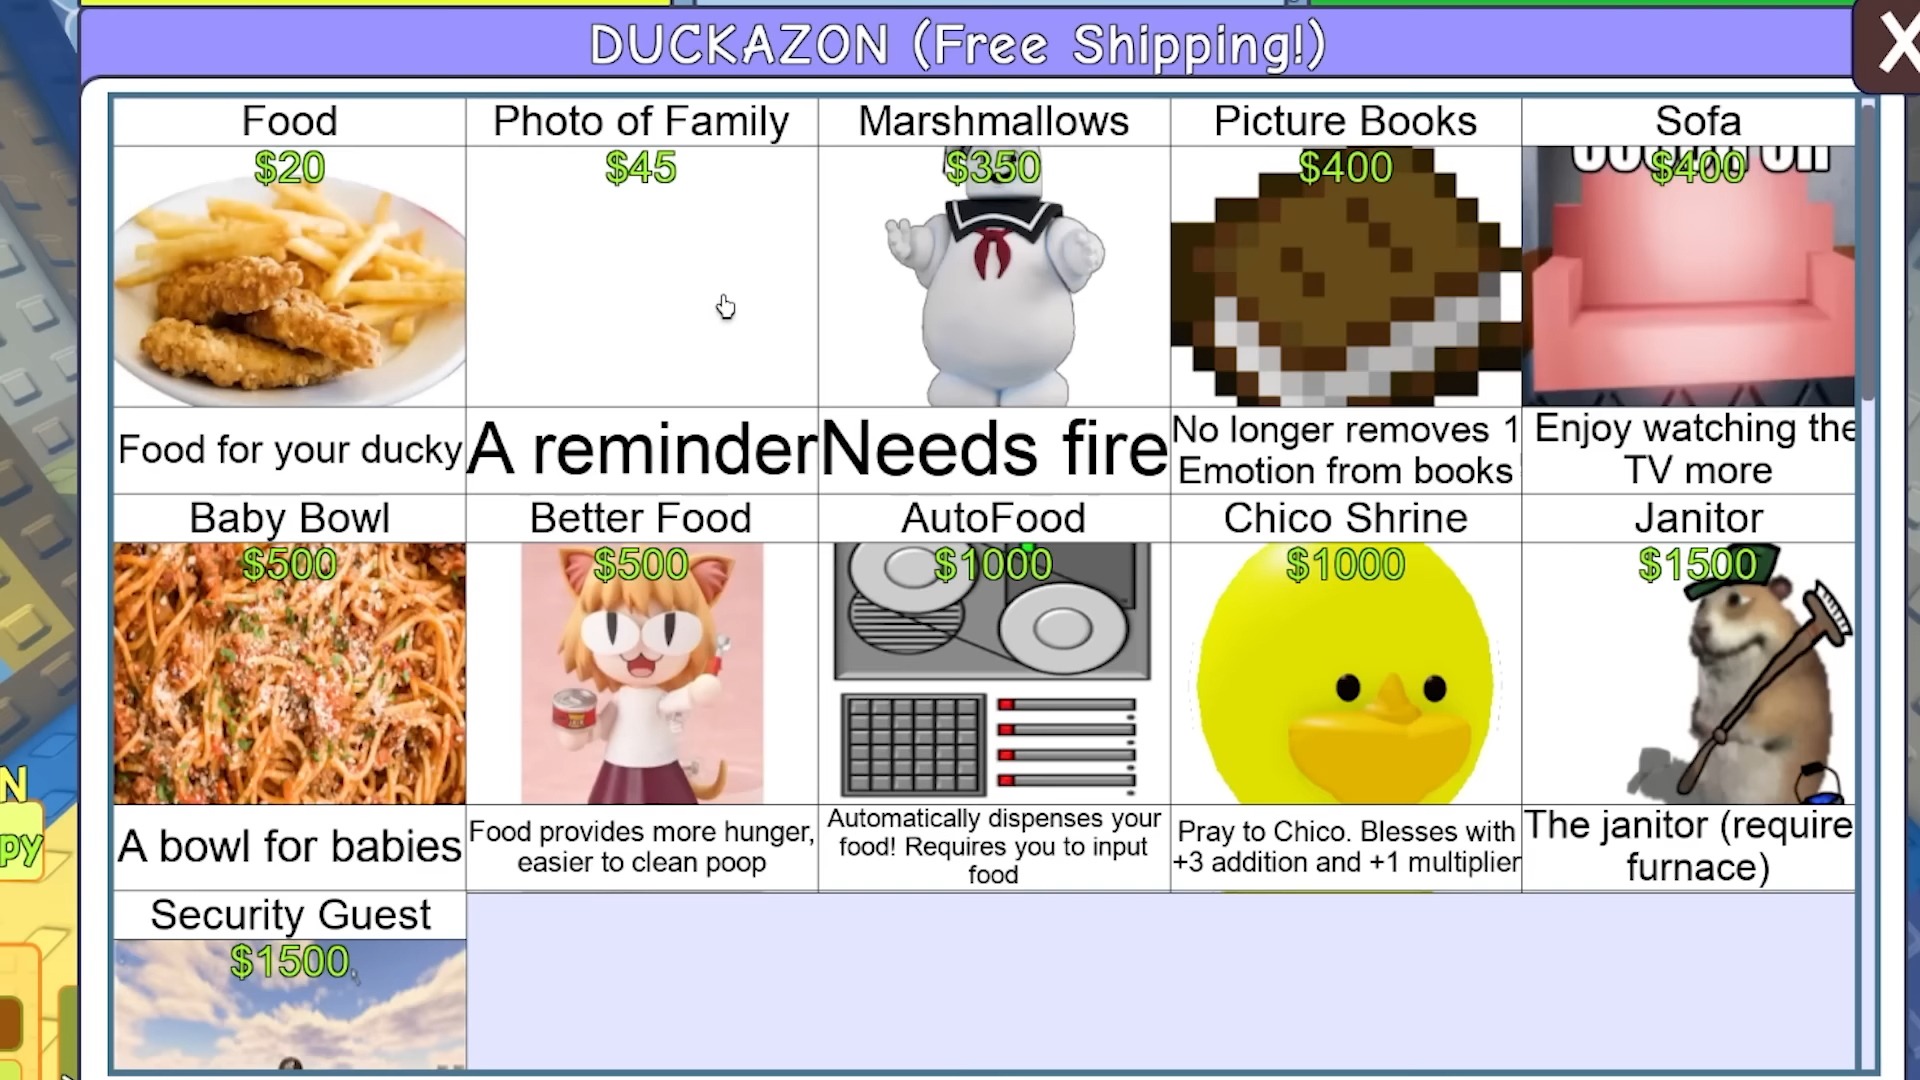 DUCKAZON (Free Shipping!)
X
Food
Photo of Family
Marshmallows
Picture Books
Sofa
$20
$45
$350
$400
$400
Food for your ducky
A reminder
Needs fire
No longer removes 1
Emotion from books
Enjoy watching the
TV more
Baby Bowl
Better Food
AutoFood
Chico Shrine
Janitor
$500
$500
$1000
$1000
$1500
A bowl for babies
Food provides more hunger,
easier to clean poop
Automatically dispenses your
food! Requires you to input
food
Pray to Chico. Blesses with
+3 addition and +1 multiplier
The janitor (require
furnace)
Security Guest
$1500
N
py